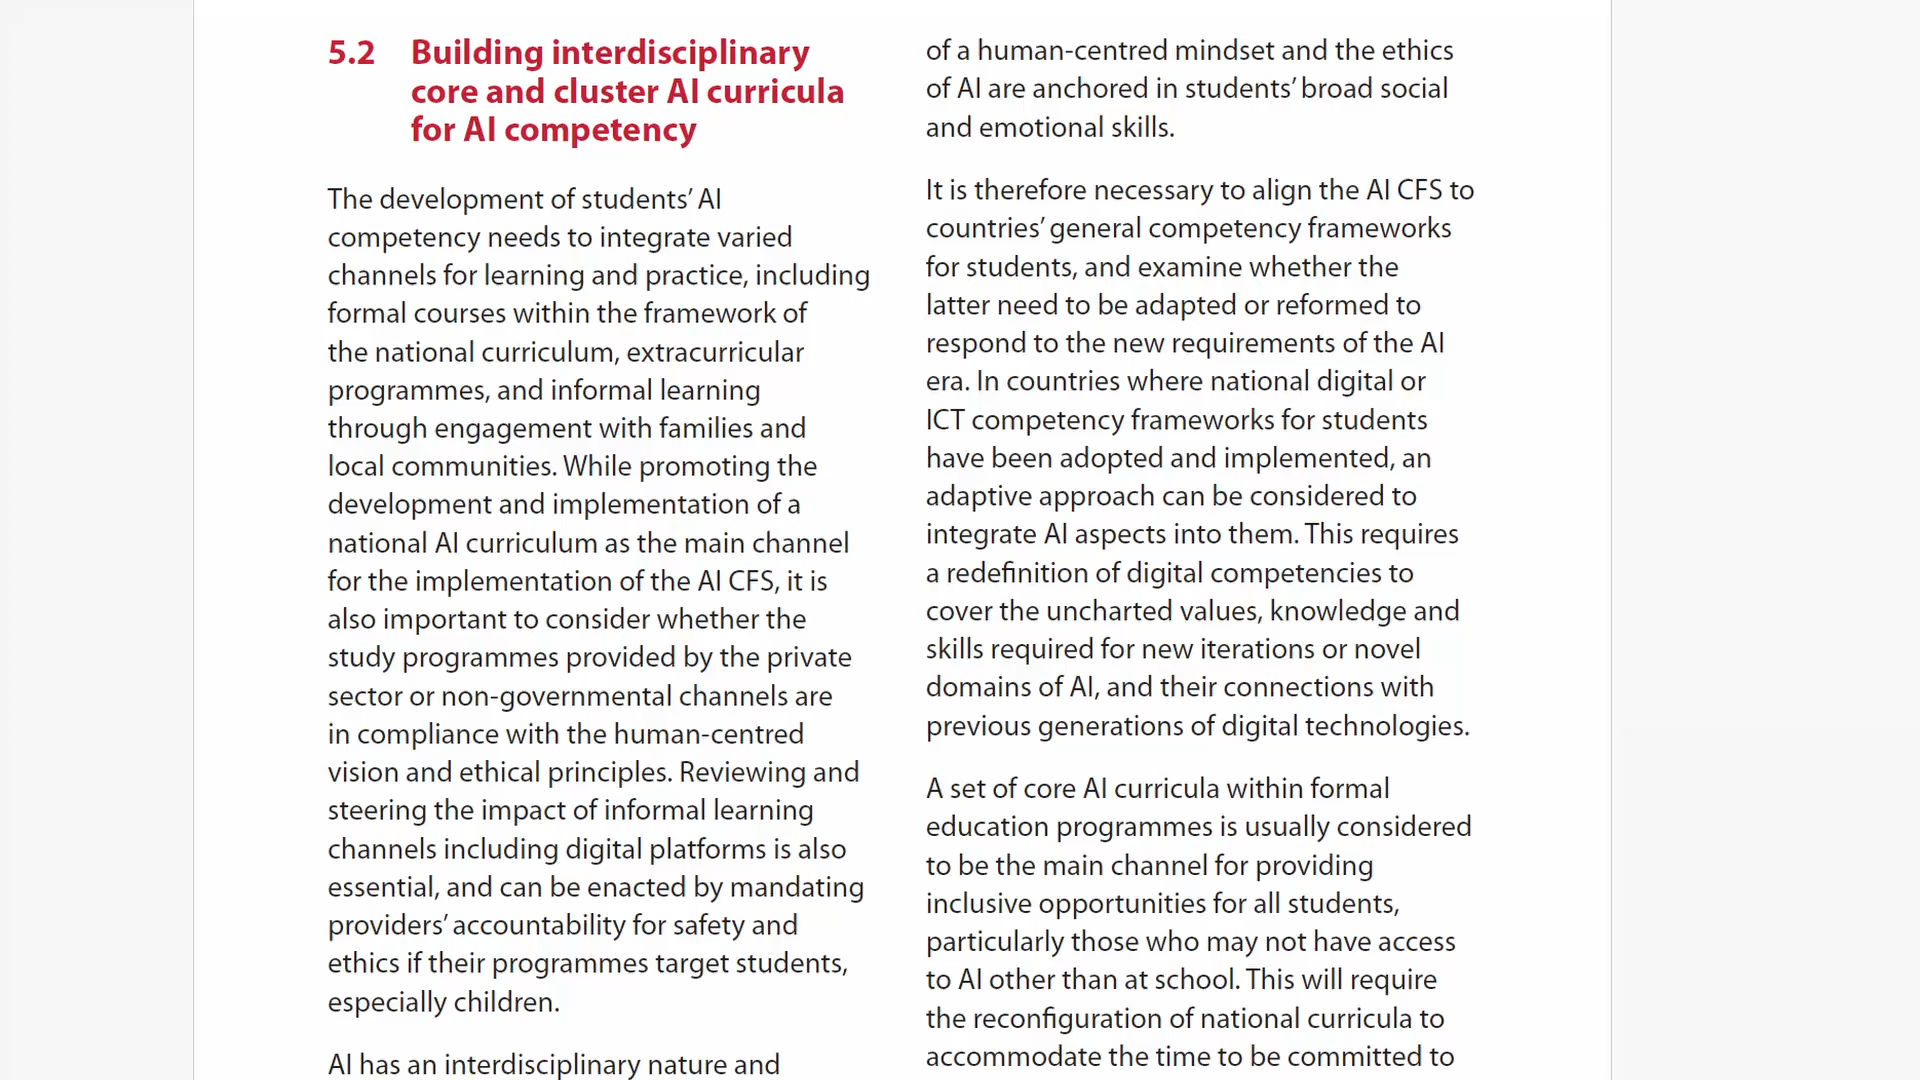 5.2 Building interdisciplinary
core and cluster AI curricula
for AI competency
The development of students’ AI
competency needs to integrate varied
channels for learning and practice, including
formal courses within the framework of
the national curriculum, extracurricular
programmes, and informal learning
through engagement with families and
local communities. While promoting the
development and implementation of a
national AI curriculum as the main channel
for the implementation of the AI CFS, it is
also important to consider whether the
study programmes provided by the private
sector or non-governmental channels are
in compliance with the human-centred
vision and ethical principles. Reviewing and
steering the impact of informal learning
channels including digital platforms is also
essential, and can be enacted by mandating
providers’ accountability for safety and
ethics if their programmes target students,
especially children.
AI has an interdisciplinary nature and
of a human-centred mindset and the ethics
of AI are anchored in students’ broad social
and emotional skills.
It is therefore necessary to align the AI CFS to
countries’ general competency frameworks
for students, and examine whether the
latter need to be adapted or reformed to
respond to the new requirements of the AI
era. In countries where national digital or
ICT competency frameworks for students
have been adopted and implemented, an
adaptive approach can be considered to
integrate AI aspects into them. This requires
a redefinition of digital competencies to
cover the uncharted values, knowledge and
skills required for new iterations or novel
domains of AI, and their connections with
previous generations of digital technologies.
A set of core AI curricula within formal
education programmes is usually considered
to be the main channel for providing
inclusive opportunities for all students,
particularly those who may not have access
to AI other than at school. This will require
the reconfiguration of national curricula to
accommodate the time to be committed to